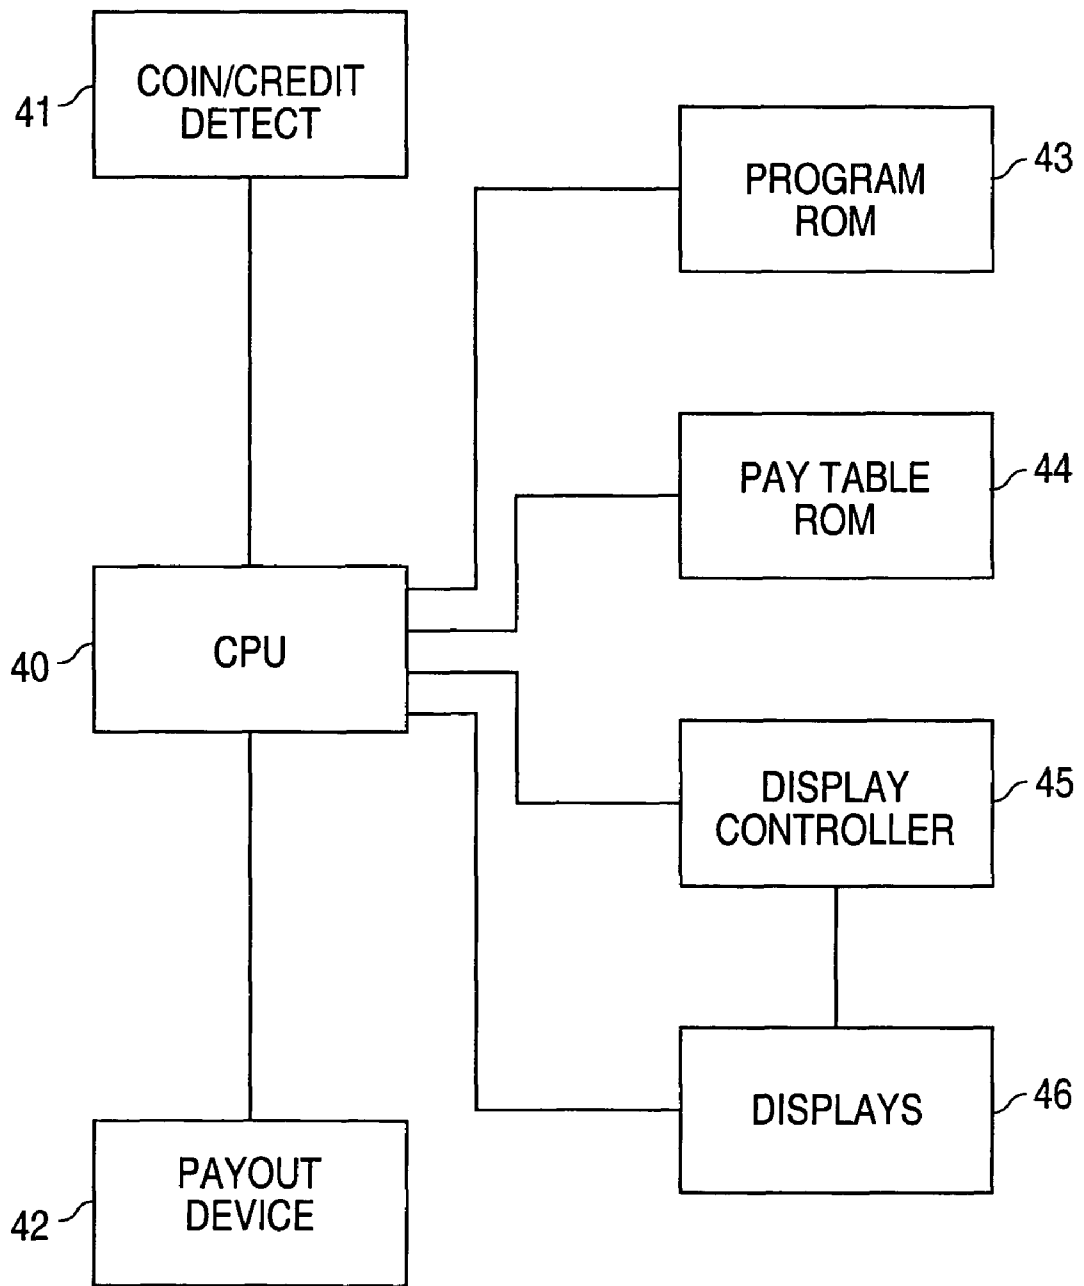 COIN/CREDIT
DETECT
41
PROGRAM
ROM
43
PAY TABLE
ROM
44
CPU
40
DISPLAY
CONTROLLER
45
DISPLAYS
46
PAYOUT
DEVICE
42